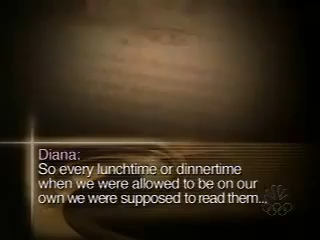 Diana:
So every lunchtime or dinnertime
when we were allowed to be on our
own we were supposed to read them...